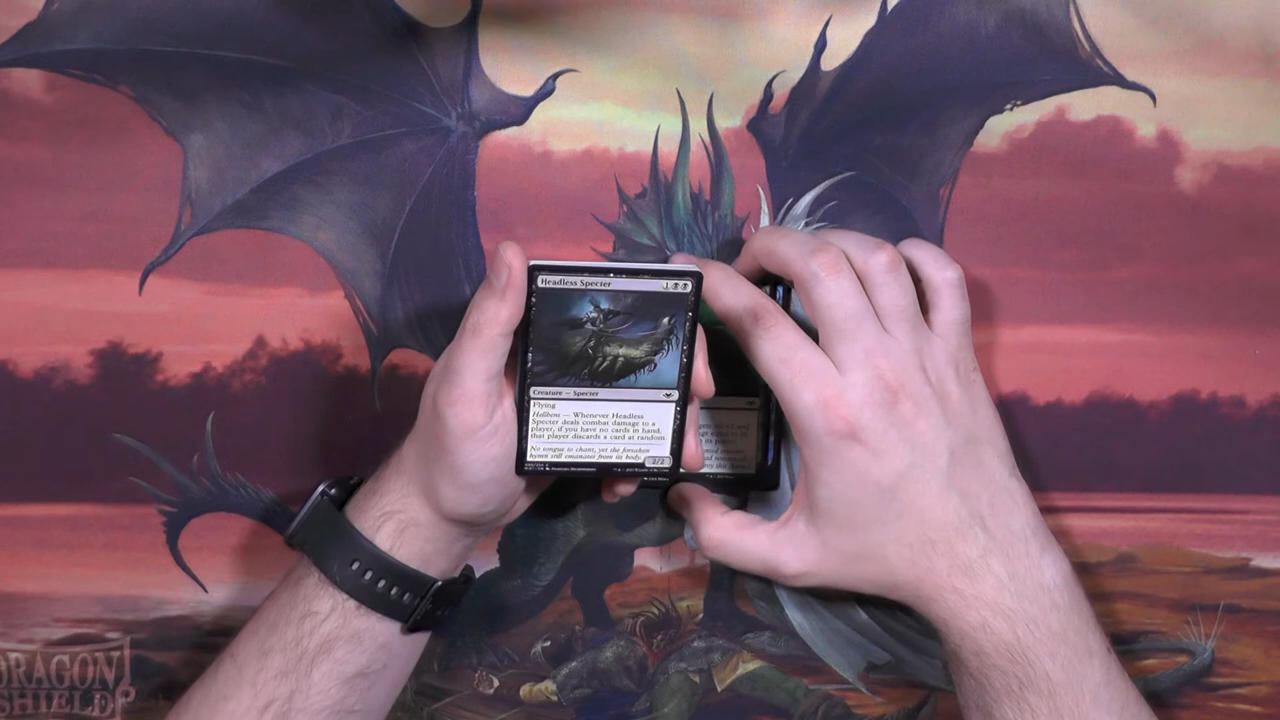 Headless Specter 1
Creature — Specter
Flying
Hellbent — Whenever Headless
Specter deals combat damage to a
player, if you have no cards in hand,
that player discards a card at random.
No tongue to chant, yet the forsaken
hymn still emanates from its body.
2/2
DRAGON
SHIELD